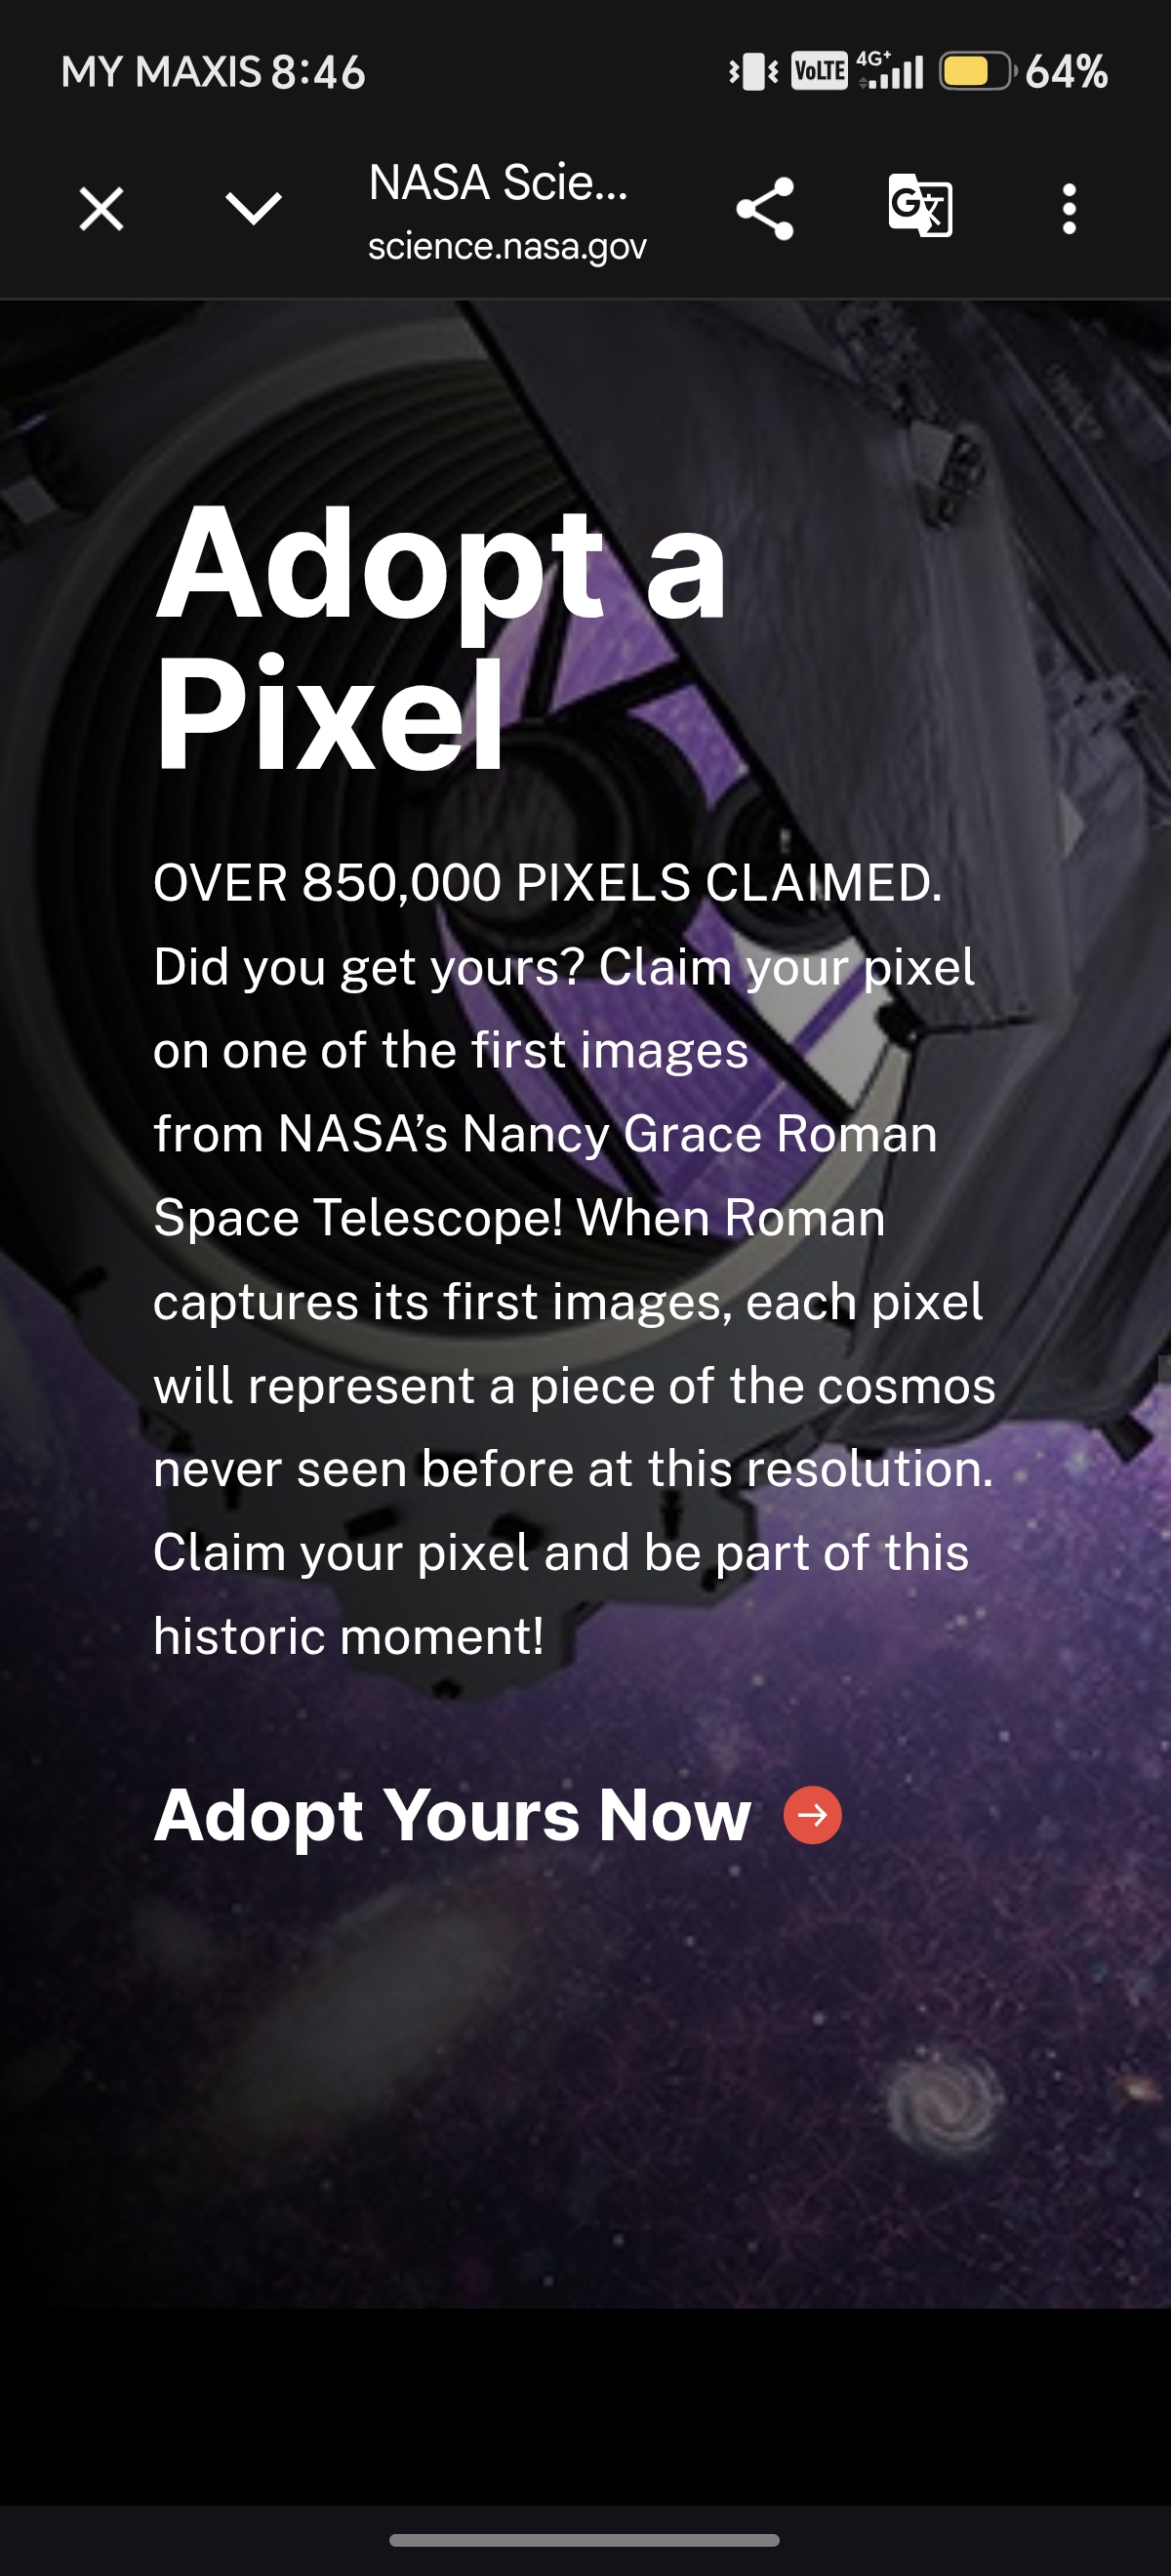 MY MAXIS 8:46 VoLTE 4G+ 64%
NASA Scie...
science.nasa.gov
Adopt a
Pixel
OVER 850,000 PIXELS CLAIMED.
Did you get yours? Claim your pixel
on one of the first images
from NASA’s Nancy Grace Roman
Space Telescope! When Roman
captures its first images, each pixel
will represent a piece of the cosmos
never seen before at this resolution.
Claim your pixel and be part of this
historic moment!
Adopt Yours Now